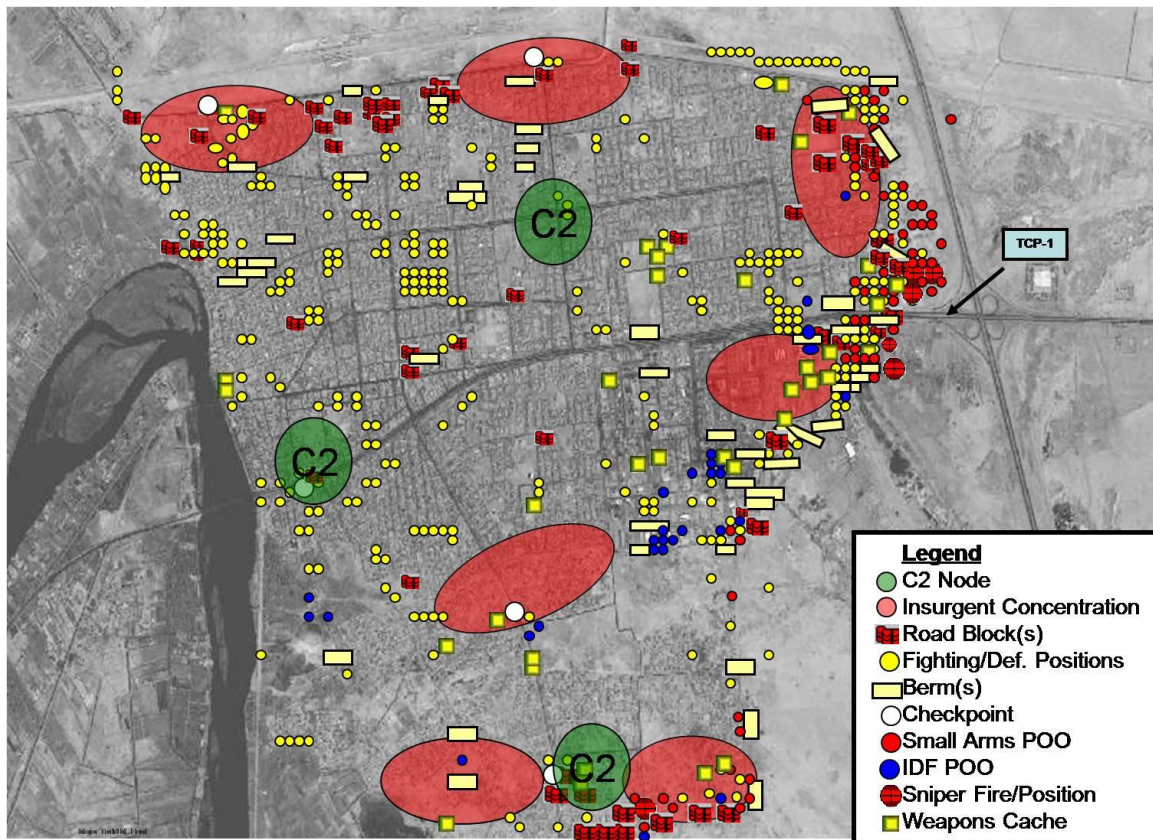 C2
TCP-1
C2
C2
Legend
C2 Node
Insurgent Concentration
Road Block(s)
Fighting/Def. Positions
Berm(s)
Checkpoint
Small Arms POO
IDF POO
Sniper Fire/Position
Weapons Cache